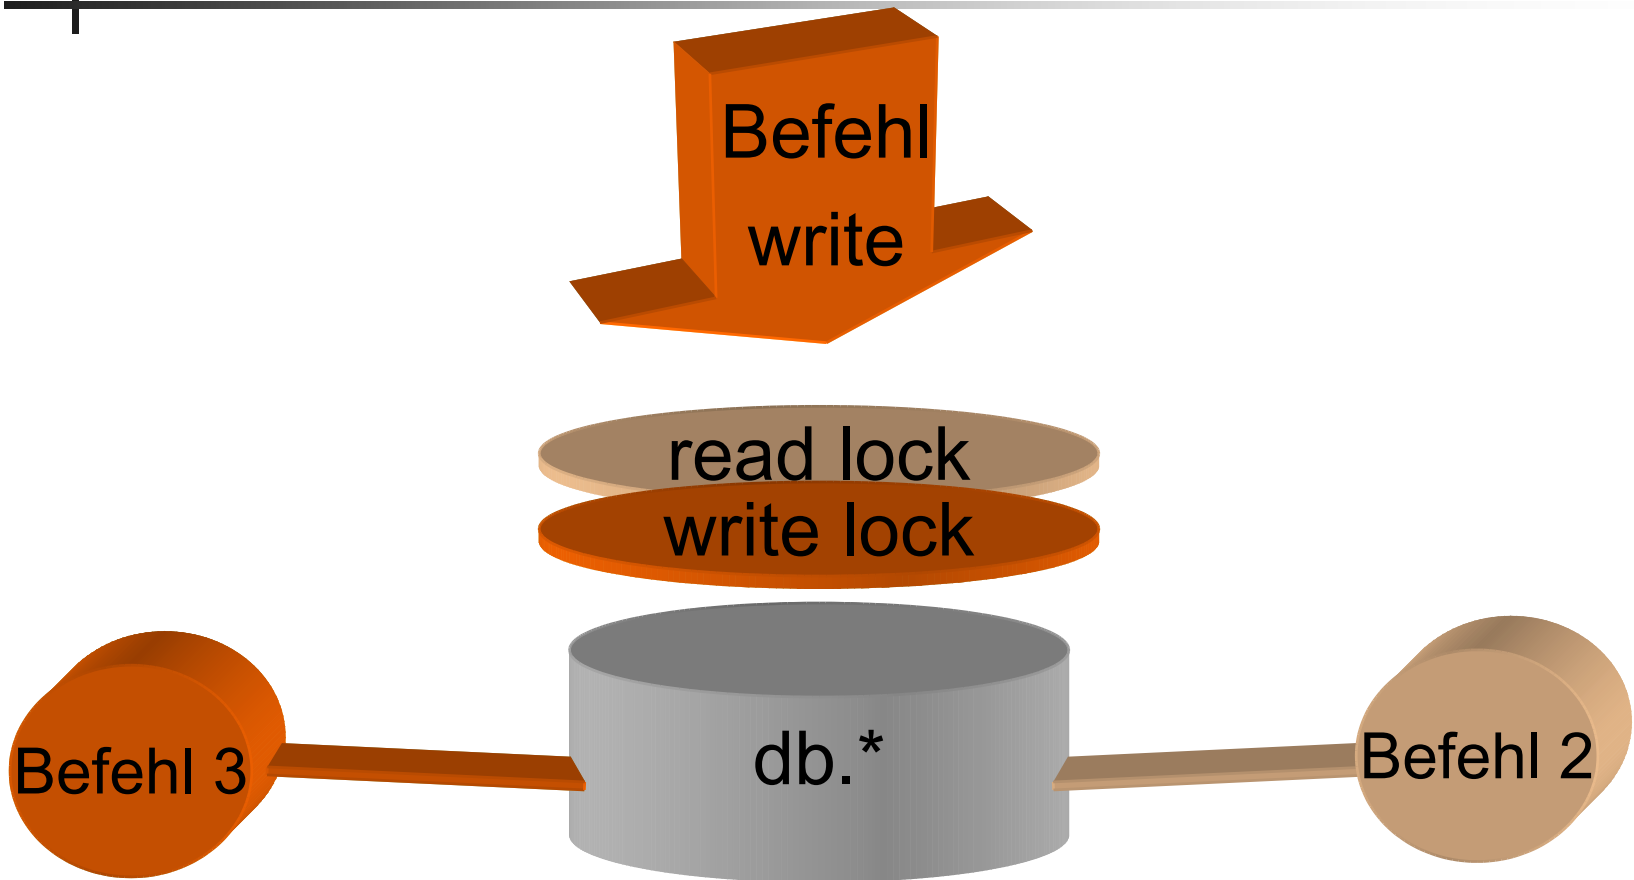 Befehl
write
read lock
write lock
db.*
Befehl 3
Befehl 2